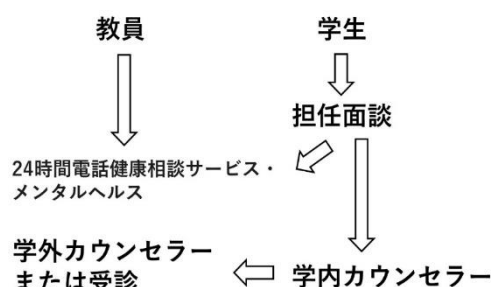 教員
学生
担任面談
24時間電話健康相談サービス・
メンタルヘルス
学外カウンセラー
または受診
学内カウンセラー